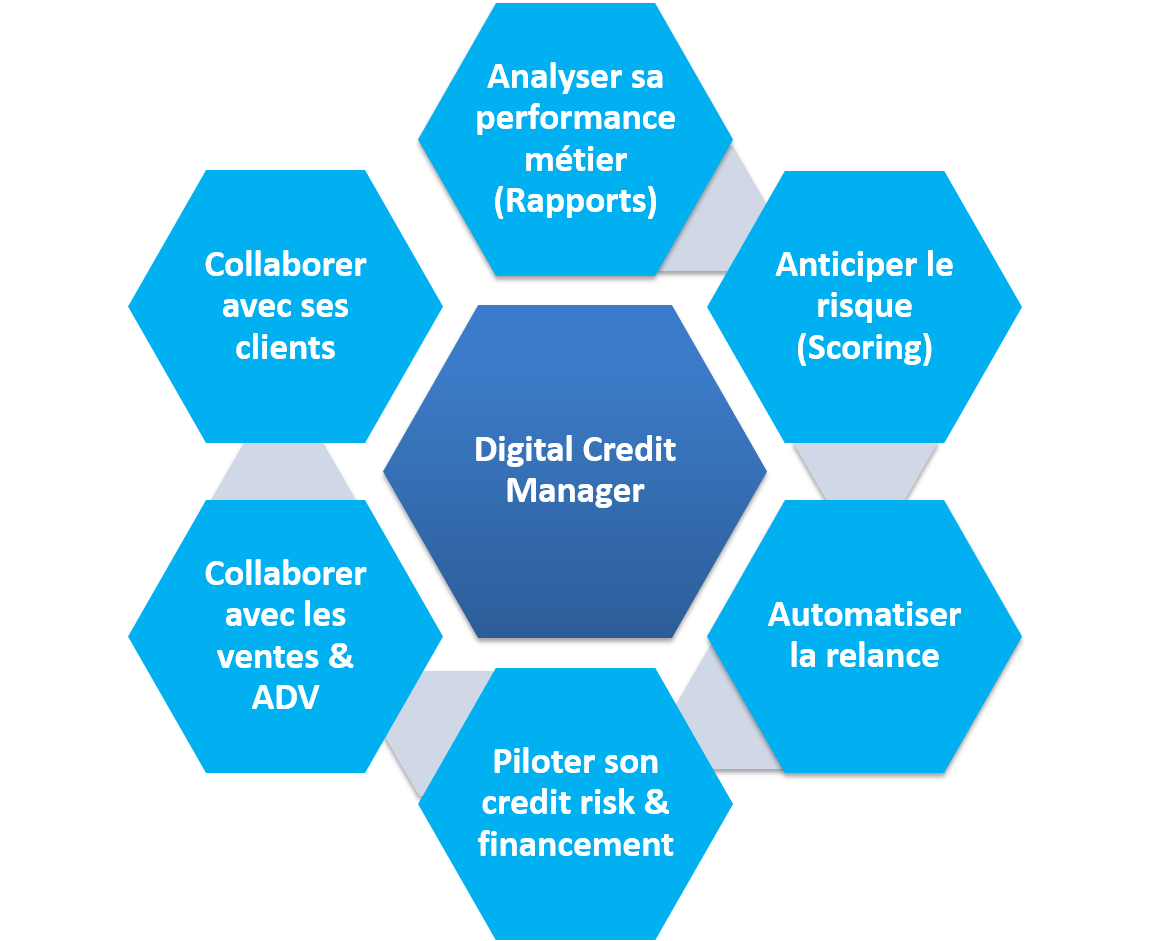 Analyser sa
performance
métier
(Rapports)
Anticiper le
risque
(Scoring)
Automatiser
la relance
Piloter son
credit risk &
financement
Collaborer
avec les
ventes &
ADV
Collaborer
avec ses
clients
Digital Credit
Manager